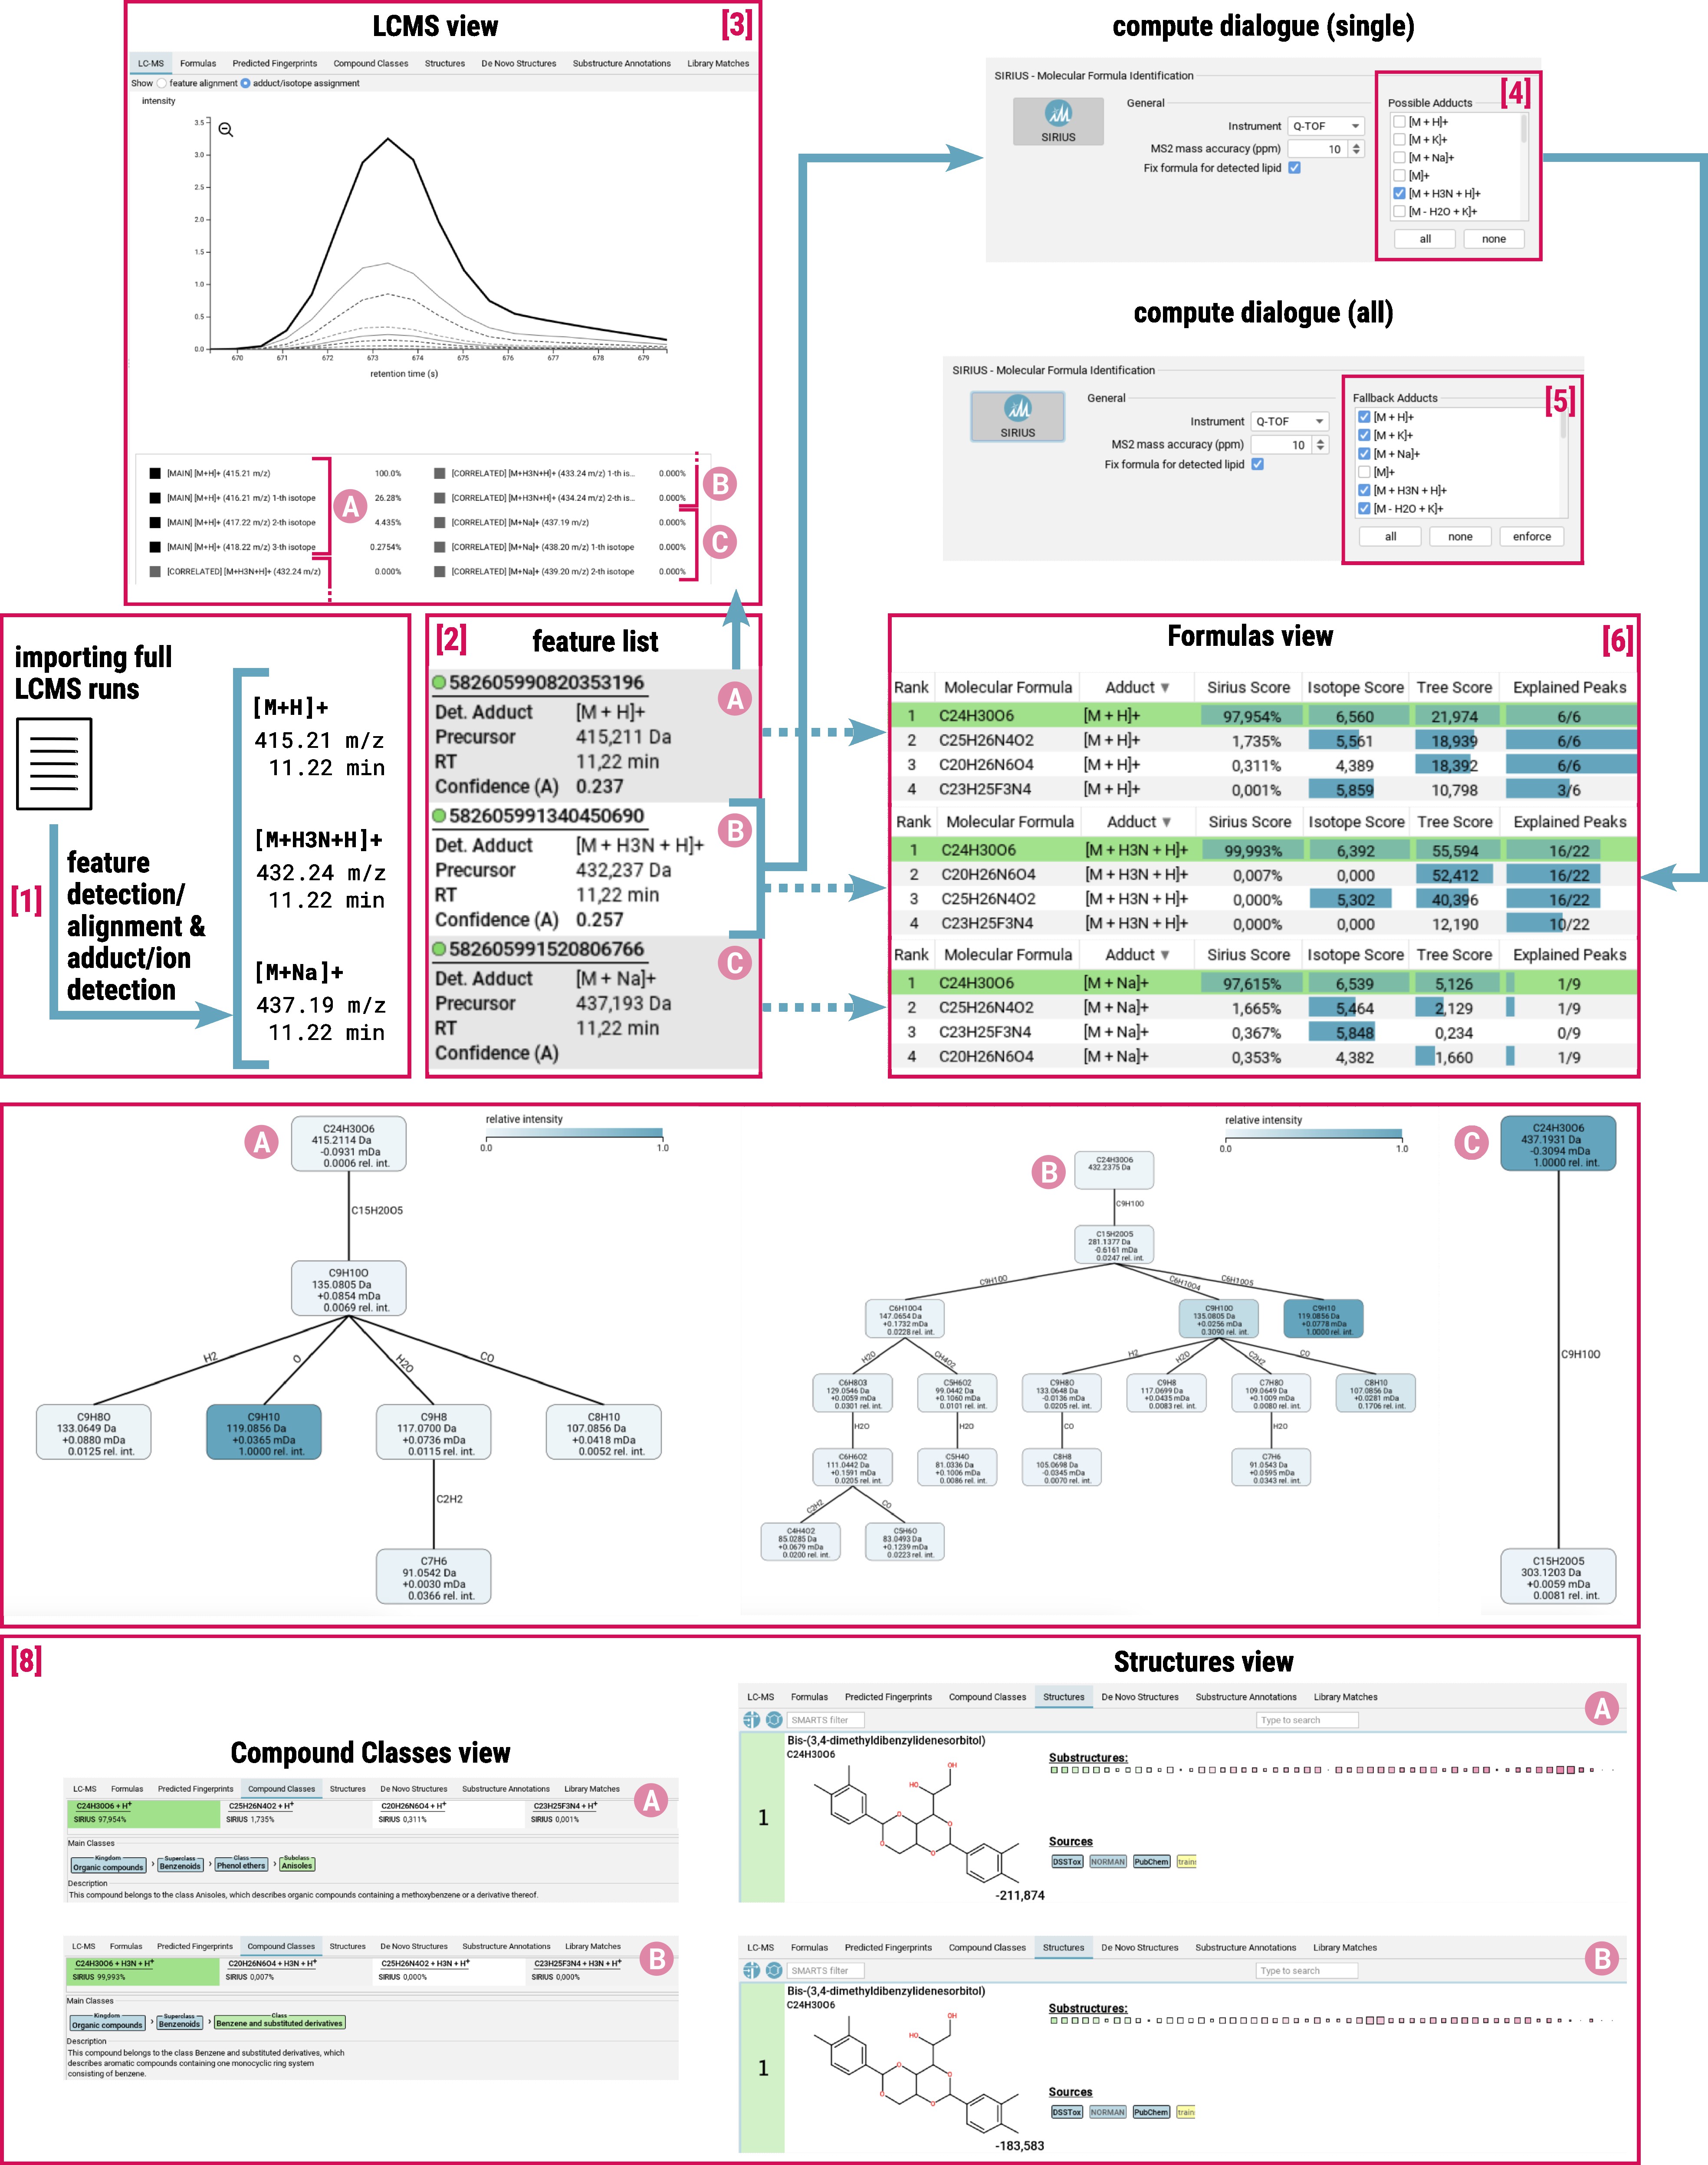 LCMS view
[3]
LC-MS Formulas Predicted Fingerprints Compound Classes Structures De Novo Structures Substructure Annotations Library Matches
Show feature alignment adduct/isotope assignment
intensity
3.5
3.0
2.5
2.0
1.5
1.0
0.5
0.0
670 671 672 673 674 675 676 677 678 679
retention time (s)
[MAIN] [M+H]+ (415.21 m/z) 100.0% [CORRELATED] [M+H3N+H]+ (433.24 m/z) 1-th is... 0.000%
[MAIN] [M+H]+ (416.21 m/z) 1-th isotope 26.28% [CORRELATED] [M+H3N+H]+ (434.24 m/z) 2-th is... 0.000%
[MAIN] [M+H]+ (417.22 m/z) 2-th isotope 4.435% [CORRELATED] [M+Na]+ (437.19 m/z) 0.000%
[MAIN] [M+H]+ (418.22 m/z) 3-th isotope 0.2754% [CORRELATED] [M+Na]+ (438.20 m/z) 1-th isotope 0.000%
[CORRELATED] [M+H3N+H]+ (432.24 m/z) 0.000% [CORRELATED] [M+Na]+ (439.20 m/z) 2-th isotope 0.000%
A
B
C
compute dialogue (single)
SIRIUS - Molecular Formula Identification
SIRIUS
General
Instrument Q-TOF
MS2 mass accuracy (ppm) 10
Fix formula for detected lipid
[4]
Possible Adducts
[M + H]+
[M + K]+
[M + Na]+
[M]+
[M + H3N + H]+
[M - H2O + K]+
all none
compute dialogue (all)
SIRIUS - Molecular Formula Identification
SIRIUS
General
Instrument Q-TOF
MS2 mass accuracy (ppm) 10
Fix formula for detected lipid
[5]
Fallback Adducts
[M + H]+
[M + K]+
[M + Na]+
[M]+
[M + H3N + H]+
[M - H2O + K]+
all none enforce
importing full
LCMS runs
[1]
feature
detection/
alignment &
adduct/ion
detection
[M+H]+
415.21 m/z
11.22 min
[M+H3N+H]+
432.24 m/z
11.22 min
[M+Na]+
437.19 m/z
11.22 min
[2] feature list
582605990820353196
A
Det. Adduct [M + H]+
Precursor 415,211 Da
RT 11,22 min
Confidence (A) 0.237
582605991340450690
B
Det. Adduct [M + H3N + H]+
Precursor 432,237 Da
RT 11,22 min
Confidence (A) 0.257
582605991520806766
C
Det. Adduct [M + Na]+
Precursor 437,193 Da
RT 11,22 min
Confidence (A)
Formulas view
[6]
Rank Molecular Formula Adduct Sirius Score Isotope Score Tree Score Explained Peaks
1 C24H30O6 [M + H]+ 97,954% 6,560 21,974 6/6
2 C25H26N4O2 [M + H]+ 1,735% 5,561 18,939 6/6
3 C20H26N6O4 [M + H]+ 0,311% 4,389 18,392 6/6
4 C23H25F3N4 [M + H]+ 0,001% 5,859 10,798 3/6
Rank Molecular Formula Adduct Sirius Score Isotope Score Tree Score Explained Peaks
1 C24H30O6 [M + H3N + H]+ 99,993% 6,392 55,594 16/22
2 C20H26N6O4 [M + H3N + H]+ 0,007% 0,000 52,412 16/22
3 C25H26N4O2 [M + H3N + H]+ 0,000% 5,302 40,396 16/22
4 C23H25F3N4 [M + H3N + H]+ 0,000% 0,000 12,190 10/22
Rank Molecular Formula Adduct Sirius Score Isotope Score Tree Score Explained Peaks
1 C24H30O6 [M + Na]+ 97,615% 6,539 5,126 1/9
2 C25H26N4O2 [M + Na]+ 1,665% 5,464 2,129 1/9
3 C23H25F3N4 [M + Na]+ 0,367% 5,848 0,234 0/9
4 C20H26N6O4 [M + Na]+ 0,353% 4,382 1,660 1/9
A
relative intensity
0.0 1.0
C24H30O6
415.2114 Da
-0.0931 mDa
0.0006 rel. int.
C15H20O5
C9H10O
135.0805 Da
+0.0854 mDa
0.0069 rel. int.
H2 O H2O CO
C9H8O
133.0649 Da
+0.0880 mDa
0.0125 rel. int.
C9H10
119.0856 Da
+0.0365 mDa
1.0000 rel. int.
C9H8
117.0700 Da
+0.0736 mDa
0.0115 rel. int.
C8H10
107.0856 Da
+0.0418 mDa
0.0052 rel. int.
C2H2
C7H6
91.0542 Da
+0.0030 mDa
0.0366 rel. int.
B
relative intensity
0.0 1.0
C24H30O6
432.2375 Da
C9H10O
C15H20O5
281.1377 Da
-0.6161 mDa
0.0247 rel. int.
C9H10O C6H10O4 C6H10O5
C6H10O4
147.0654 Da
+0.1732 mDa
0.0228 rel. int.
C9H10O
135.0805 Da
+0.0256 mDa
0.3090 rel. int.
C9H10
119.0856 Da
+0.0778 mDa
1.0000 rel. int.
H2O CH4O2 H2 H2O C2H2 CO
C6H8O3
129.0546 Da
+0.0059 mDa
0.0301 rel. int.
C5H6O2
99.0442 Da
+0.1060 mDa
0.0101 rel. int.
C9H8O
133.0648 Da
-0.0136 mDa
0.0205 rel. int.
C9H8
117.0699 Da
+0.0435 mDa
0.0083 rel. int.
C7H8O
109.0649 Da
+0.1009 mDa
0.0080 rel. int.
C8H10
107.0856 Da
+0.0281 mDa
0.1706 rel. int.
H2O H2O CO H2O
C6H6O2
111.0442 Da
+0.1591 mDa
0.0205 rel. int.
C5H4O
81.0336 Da
+0.1006 mDa
0.0086 rel. int.
C8H8
105.0698 Da
-0.0345 mDa
0.0070 rel. int.
C7H6
91.0543 Da
+0.0595 mDa
0.0343 rel. int.
C2H2 CO
C4H4O2
85.0285 Da
+0.0679 mDa
0.0200 rel. int.
C5H6O
83.0493 Da
+0.1239 mDa
0.0223 rel. int.
C
C24H30O6
437.1931 Da
-0.3094 mDa
1.0000 rel. int.
C9H10O
C15H20O5
303.1203 Da
+0.0059 mDa
0.0081 rel. int.
[8]
Compound Classes view
LC-MS Formulas Predicted Fingerprints Compound Classes Structures De Novo Structures Substructure Annotations Library Matches
A
C24H30O6 + H+ C25H26N4O2 + H+ C20H26N6O4 + H+ C23H25F3N4 + H+
SIRIUS 97,954% SIRIUS 1,735% SIRIUS 0,311% SIRIUS 0,001%
Main Classes
Kingdom Superclass Class Subclass
Organic compounds › Benzenoids › Phenol ethers › Anisoles
Description
This compound belongs to the class Anisoles, which describes organic compounds containing a methoxybenzene or a derivative thereof.
LC-MS Formulas Predicted Fingerprints Compound Classes Structures De Novo Structures Substructure Annotations Library Matches
B
C24H30O6 + H3N + H+ C20H26N6O4 + H3N + H+ C25H26N4O2 + H3N + H+ C23H25F3N4 + H3N + H+
SIRIUS 99,993% SIRIUS 0,007% SIRIUS 0,000% SIRIUS 0,000%
Main Classes
Kingdom Superclass Class
Organic compounds › Benzenoids › Benzene and substituted derivatives
Description
This compound belongs to the class Benzene and substituted derivatives, which
describes aromatic compounds containing one monocyclic ring system
consisting of benzene.
Structures view
LC-MS Formulas Predicted Fingerprints Compound Classes Structures De Novo Structures Substructure Annotations Library Matches
SMARTS filter Type to search
A
Bis-(3,4-dimethyldibenzylidenesorbitol)
C24H30O6
1
OH
HO
O
O
O
O
Substructures:
Sources
DSSTox NORMAN PubChem train
-211,874
LC-MS Formulas Predicted Fingerprints Compound Classes Structures De Novo Structures Substructure Annotations Library Matches
SMARTS filter Type to search
B
Bis-(3,4-dimethyldibenzylidenesorbitol)
C24H30O6
1
OH
HO
O
O
O
O
Substructures:
Sources
DSSTox NORMAN PubChem train
-183,583